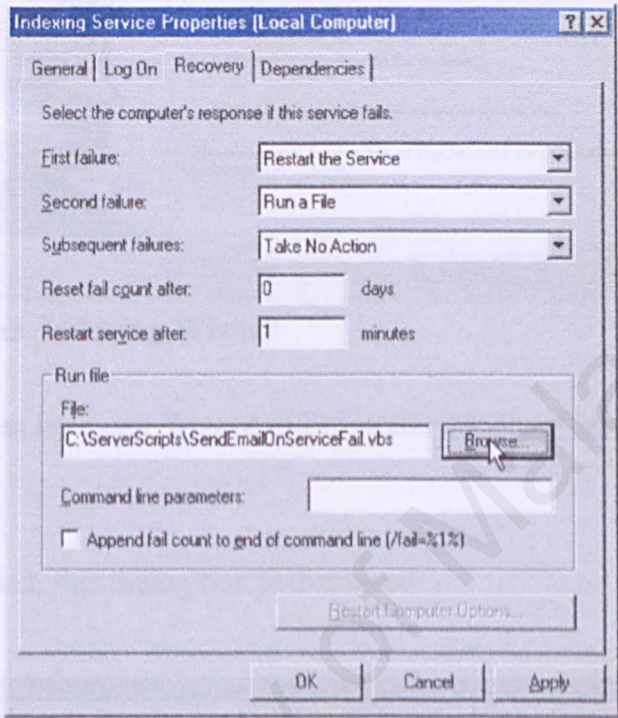 Indexing Service Properties (Local Computer)
General Log On Recovery Dependencies
Select the computer's response if this service fails.
First failure: Restart the Service
Second failure: Run a File
Subsequent failures: Take No Action
Reset fail count after: 0 days
Restart service after: 1 minutes
Run file
File:
C:\ServerScripts\SendEmailOnServiceFail.vbs Browse...
Command line parameters:
Append fail count to end of command line (/fail=%1%)
Restart Computer Options...
OK Cancel Apply
of Mala